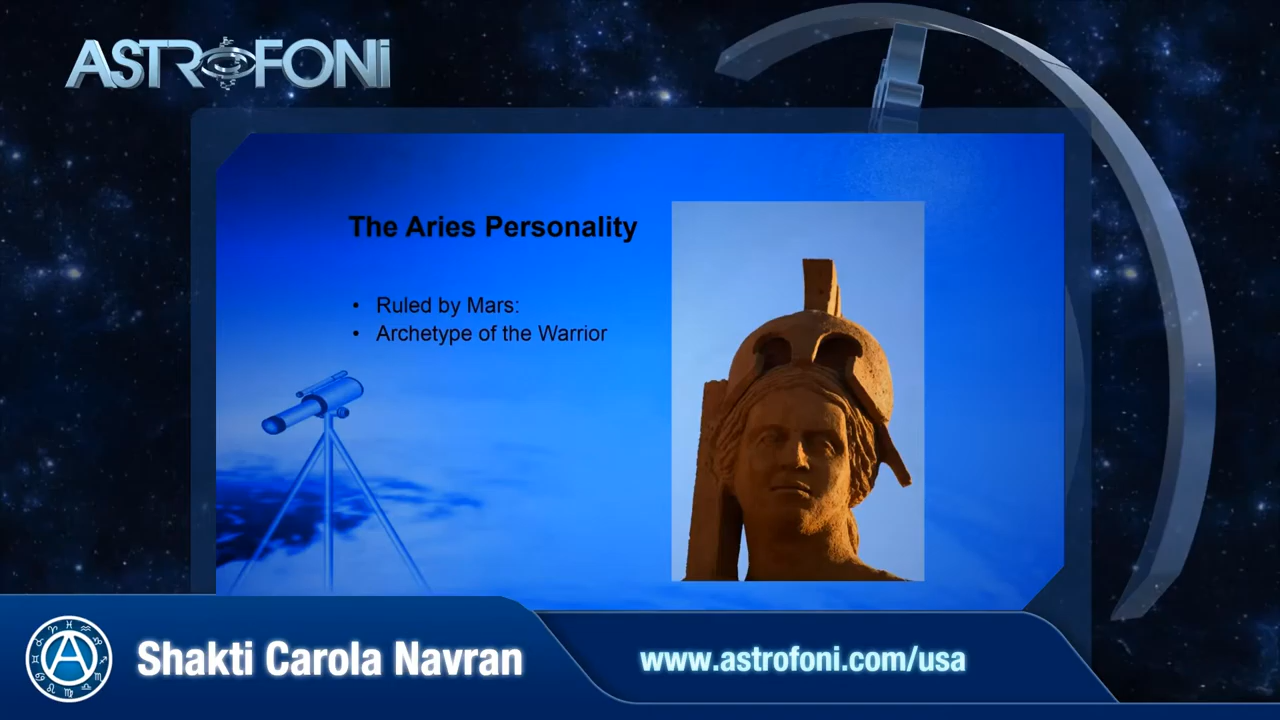 ASTROFONi
The Aries Personality
• Ruled by Mars:
• Archetype of the Warrior
Shakti Carola Navran
www.astrofoni.com/usa